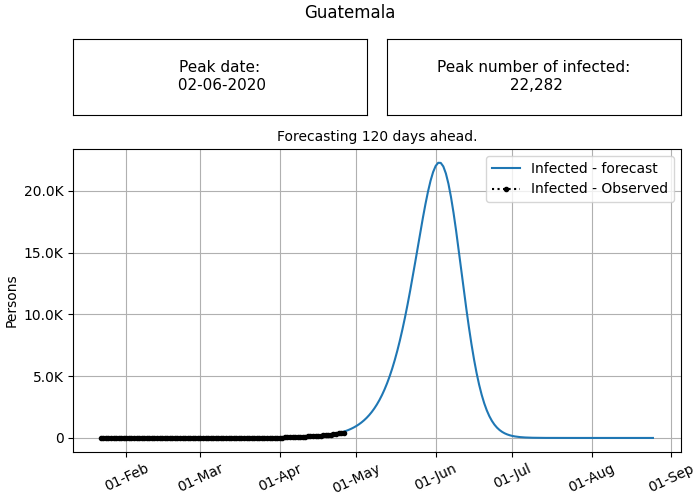 Guatemala
Peak date:
02-06-2020
Peak number of infected:
22,282
Forecasting 120 days ahead.
Infected - forecast
Infected - Observed
Persons
20.0K
15.0K
10.0K
5.0K
0
01-Feb
01-Mar
01-Apr
01-May
01-Jun
01-Jul
01-Aug
01-Sep